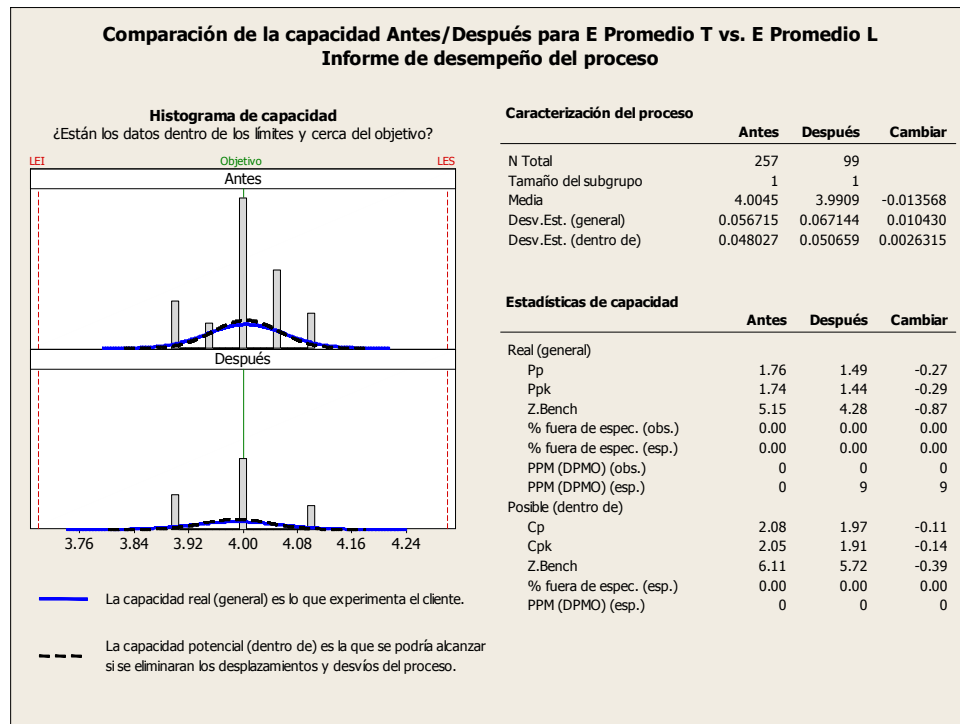 Comparación de la capacidad Antes/Después para E Promedio T vs. E Promedio L
Informe de desempeño del proceso
Histograma de capacidad
¿Están los datos dentro de los límites y cerca del objetivo?
LEI Objetivo LES
Antes
Después
3.76 3.84 3.92 4.00 4.08 4.16 4.24
La capacidad real (general) es lo que experimenta el cliente.
La capacidad potencial (dentro de) es la que se podría alcanzar
si se eliminaran los desplazamientos y desvíos del proceso.
Caracterización del proceso
Antes Después Cambiar
N Total 257 99
Tamaño del subgrupo 1 1
Media 4.0045 3.9909 -0.013568
Desv.Est. (general) 0.056715 0.067144 0.010430
Desv.Est. (dentro de) 0.048027 0.050659 0.0026315
Estadísticas de capacidad
Antes Después Cambiar
Real (general)
Pp 1.76 1.49 -0.27
Ppk 1.74 1.44 -0.29
Z.Bench 5.15 4.28 -0.87
% fuera de espec. (obs.) 0.00 0.00 0.00
% fuera de espec. (esp.) 0.00 0.00 0.00
PPM (DPMO) (obs.) 0 0 0
PPM (DPMO) (esp.) 0 9 9
Posible (dentro de)
Cp 2.08 1.97 -0.11
Cpk 2.05 1.91 -0.14
Z.Bench 6.11 5.72 -0.39
% fuera de espec. (esp.) 0.00 0.00 0.00
PPM (DPMO) (esp.) 0 0 0